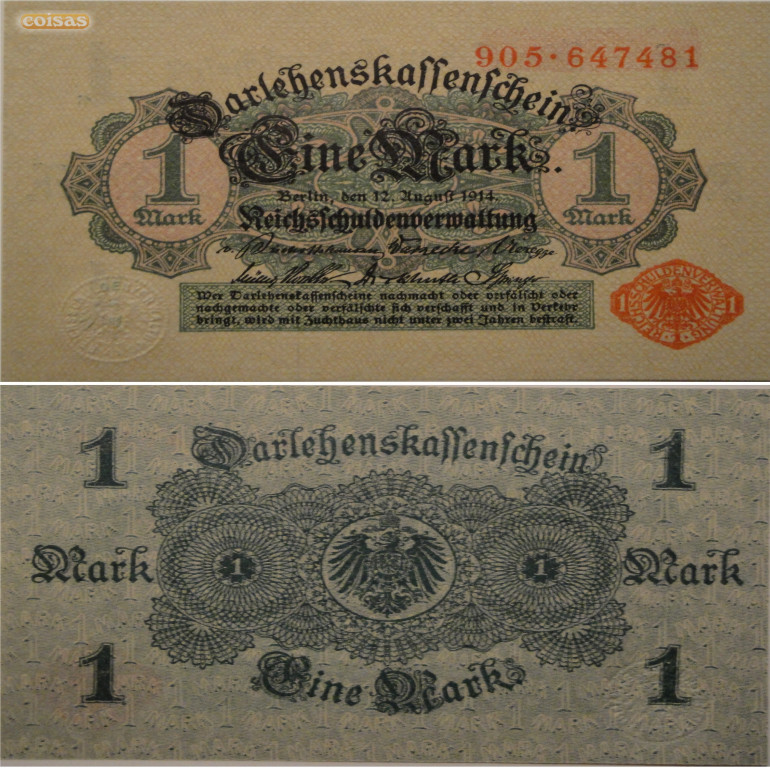 coisas
905·647481
Darlehenskassenschein.
Eine Mark.
1 Mark
1 Mark
Berlin, den 12. August 1914.
Reichsschuldenverwaltung
Wer Darlehenskassenscheine nachmacht oder verfälscht oder
nachgemachte oder verfälschte sich verschafft und in Verkehr
bringt, wird mit Zuchthaus nicht unter zwei Jahren bestraft.
REICHSSCHULDENVERWALTUNG
1 1
1 Darlehenskassenschein 1
Mark 1 1 Mark
1 Eine Mark 1